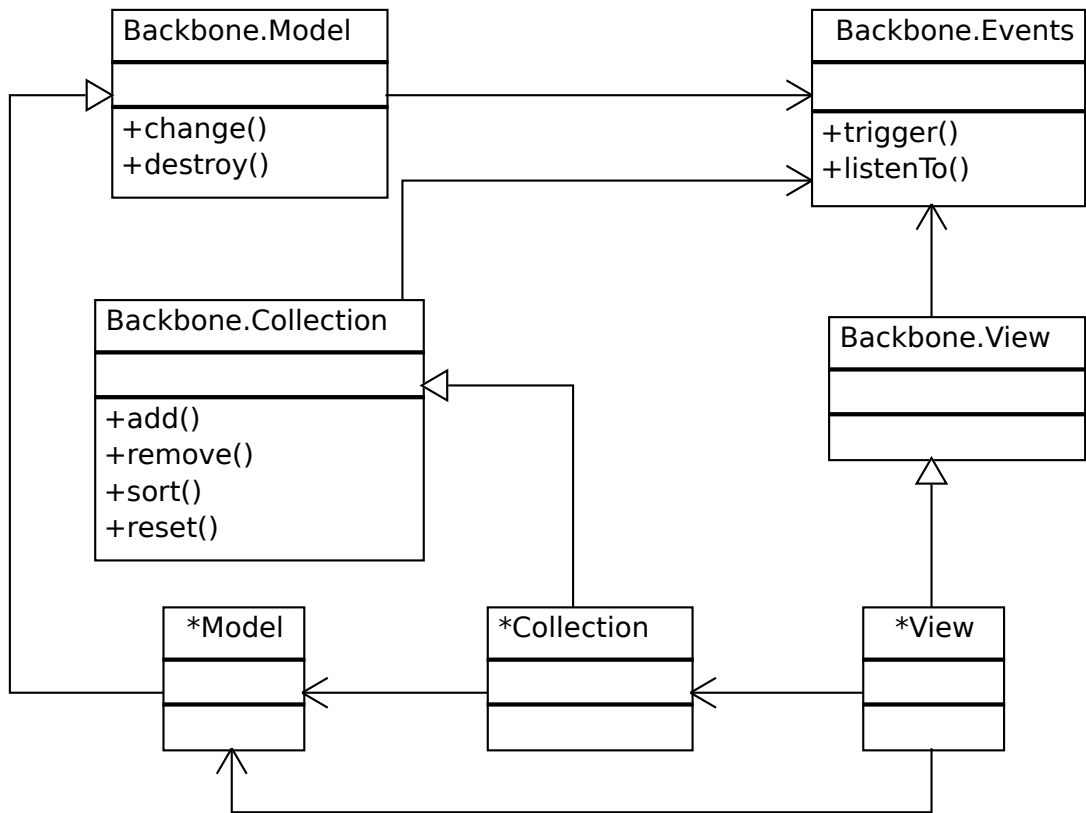 Backbone.Model
+change()
+destroy()
Backbone.Events
+trigger()
+listenTo()
Backbone.Collection
+add()
+remove()
+sort()
+reset()
Backbone.View
*Model
*Collection
*View